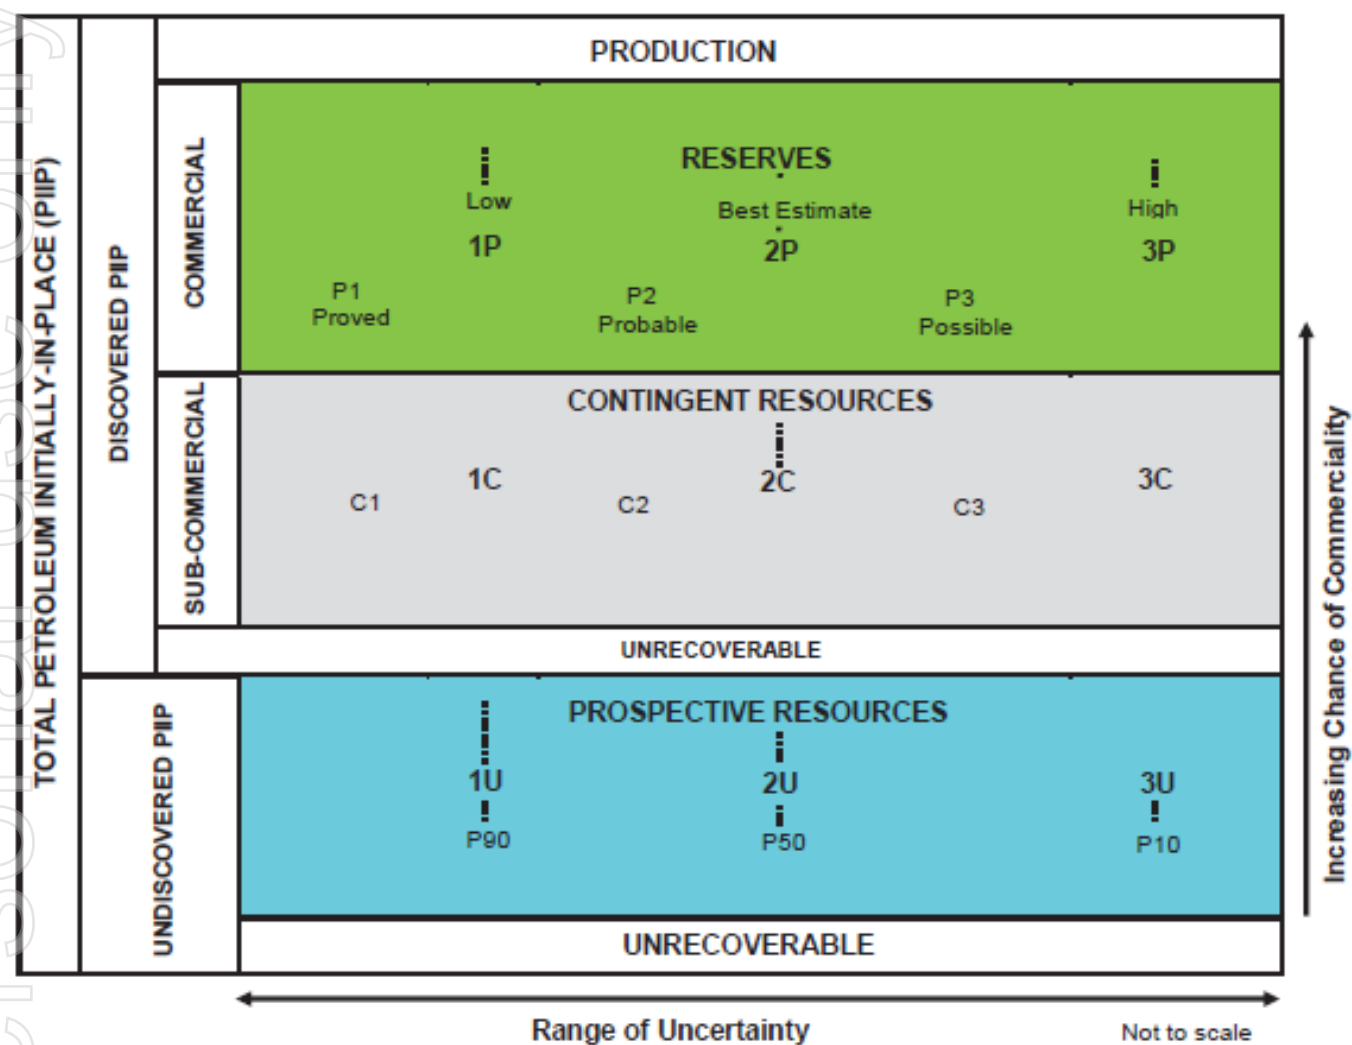 PRODUCTION
TOTAL PETROLEUM INITIALLY-IN-PLACE (PIIP)
DISCOVERED PIIP
COMMERCIAL
RESERVES
Low
Best Estimate
High
1P
2P
3P
P1
Proved
P2
Probable
P3
Possible
SUB-COMMERCIAL
CONTINGENT RESOURCES
1C
2C
3C
C1
C2
C3
UNRECOVERABLE
UNDISCOVERED PIIP
PROSPECTIVE RESOURCES
1U
2U
3U
P90
P50
P10
UNRECOVERABLE
Increasing Chance of Commerciality
Range of Uncertainty
Not to scale